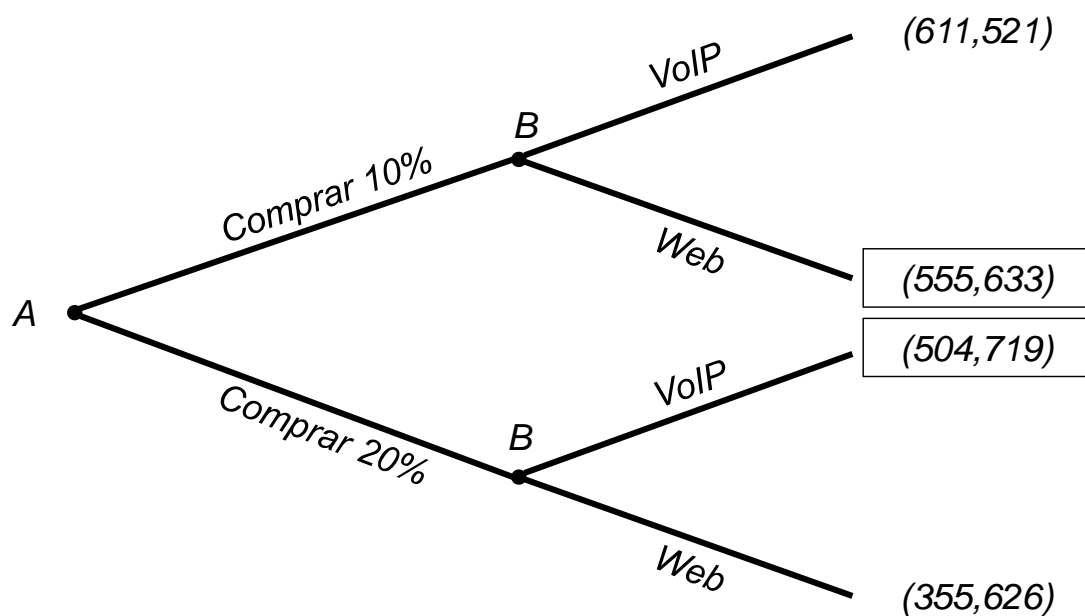 (611,521)
VoIP
B
Comprar 10%
Web
(555,633)
A
(504,719)
VoIP
Comprar 20%
B
Web
(355,626)